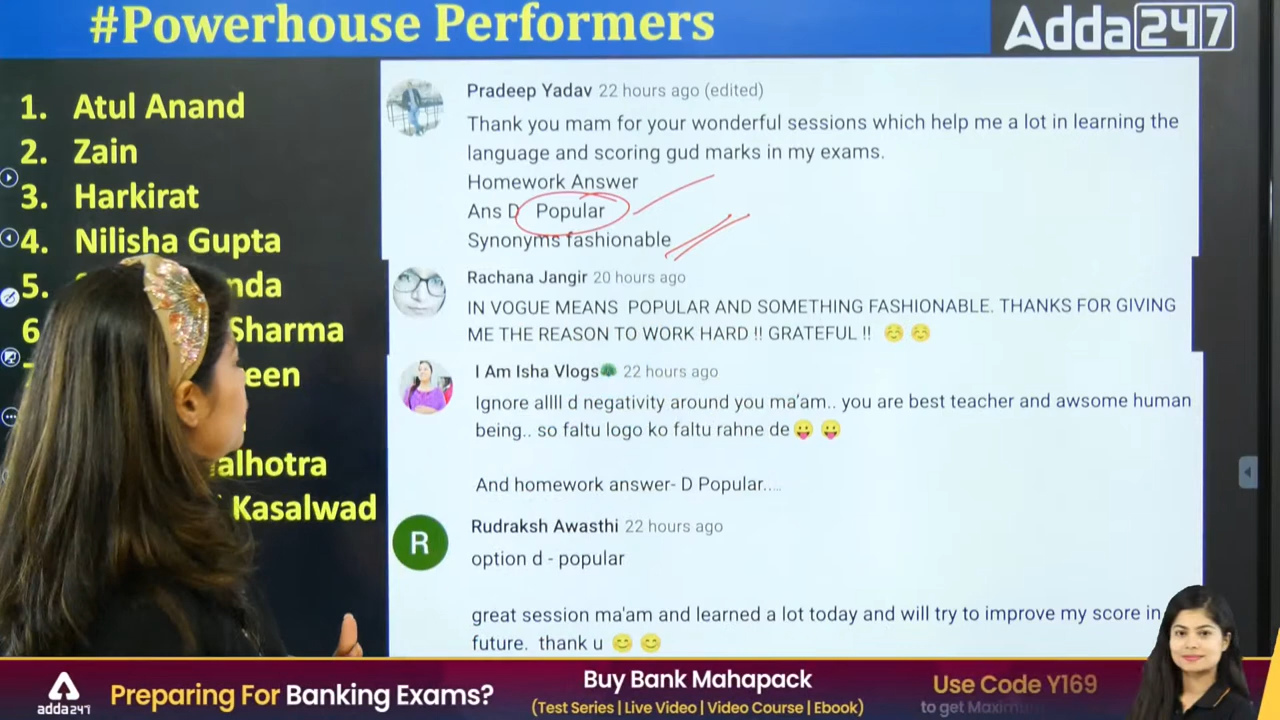 #Powerhouse Performers
Adda247
1. Atul Anand
2. Zain
3. Harkirat
4. Nilisha Gupta
5.
6
Sharma
Kasalwad
Pradeep Yadav 22 hours ago (edited)
Thank you mam for your wonderful sessions which help me a lot in learning the
language and scoring gud marks in my exams.
Homework Answer
Ans D Popular
Synonyms fashionable
Rachana Jangir 20 hours ago
IN VOGUE MEANS POPULAR AND SOMETHING FASHIONABLE. THANKS FOR GIVING
ME THE REASON TO WORK HARD !! GRATEFUL !! ☺️ ☺️
I Am Isha Vlogs 22 hours ago
Ignore allll d negativity around you ma'am.. you are best teacher and awsome human
being.. so faltu logo ko faltu rahne de😛 😛
And homework answer- D Popular.....
R
Rudraksh Awasthi 22 hours ago
option d - popular
great session ma'am and learned a lot today and will try to improve my score in
future. thank u 😊 😊
adda247
Preparing For Banking Exams?
Buy Bank Mahapack
(Test Series | Live Video | Video Course | Ebook)
Use Code Y169
to get